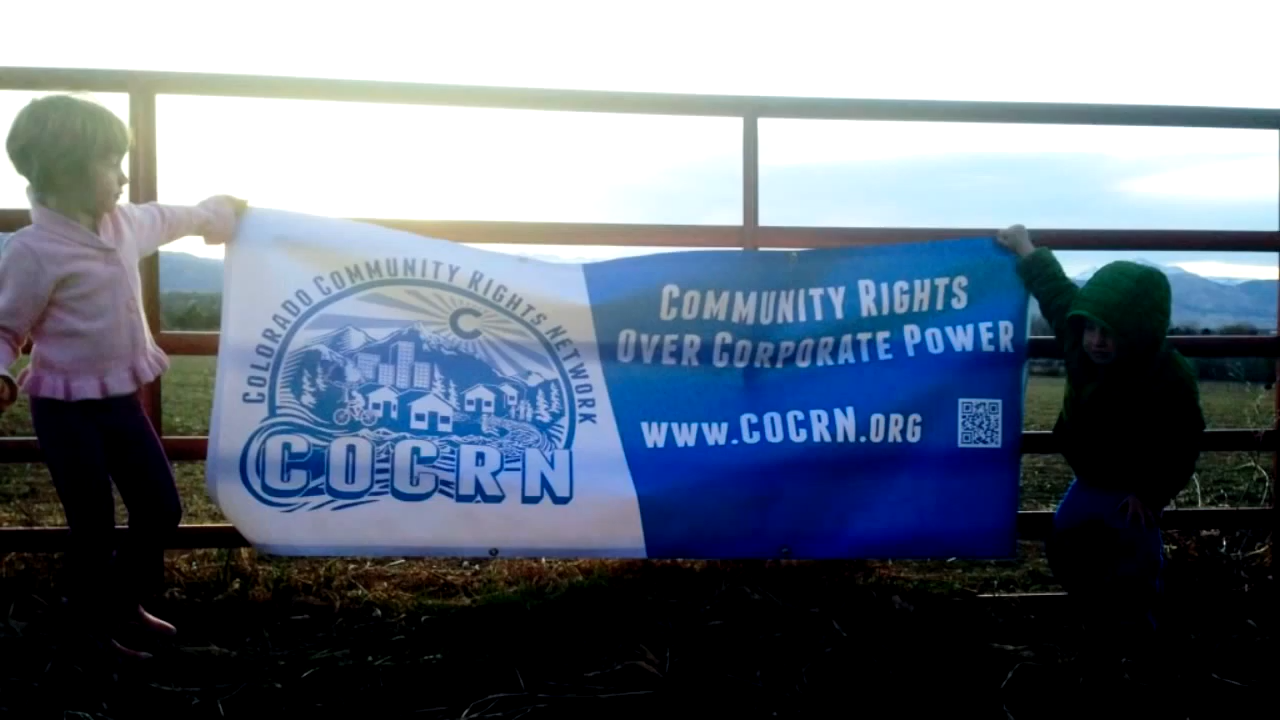 COLORADO COMMUNITY RIGHTS NETWORK
C
COCRN
COMMUNITY RIGHTS
OVER CORPORATE POWER
WWW.COCRN.ORG